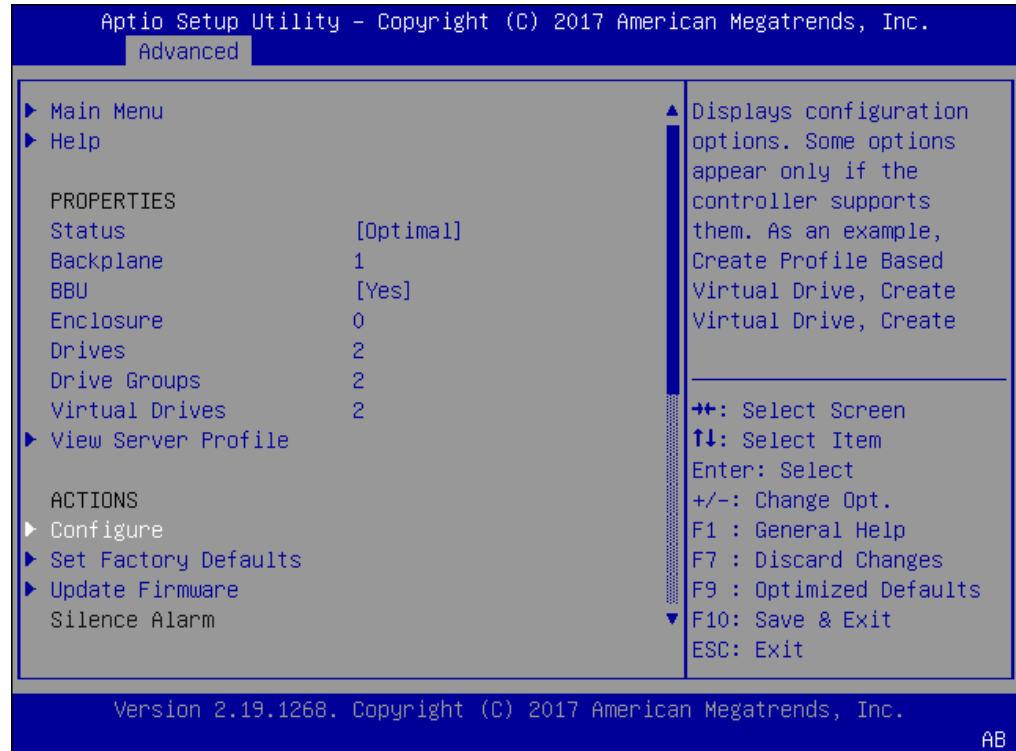 Aptio Setup Utility – Copyright (C) 2017 American Megatrends, Inc.
Advanced
Main Menu
Help
PROPERTIES
Status [Optimal]
Backplane 1
BBU [Yes]
Enclosure 0
Drives 2
Drive Groups 2
Virtual Drives 2
View Server Profile
ACTIONS
Configure
Set Factory Defaults
Update Firmware
Silence Alarm
Displays configuration
options. Some options
appear only if the
controller supports
them. As an example,
Create Profile Based
Virtual Drive, Create
Virtual Drive, Create
→←: Select Screen
↑↓: Select Item
Enter: Select
+/-: Change Opt.
F1 : General Help
F7 : Discard Changes
F9 : Optimized Defaults
F10: Save & Exit
ESC: Exit
Version 2.19.1268. Copyright (C) 2017 American Megatrends, Inc.
AB